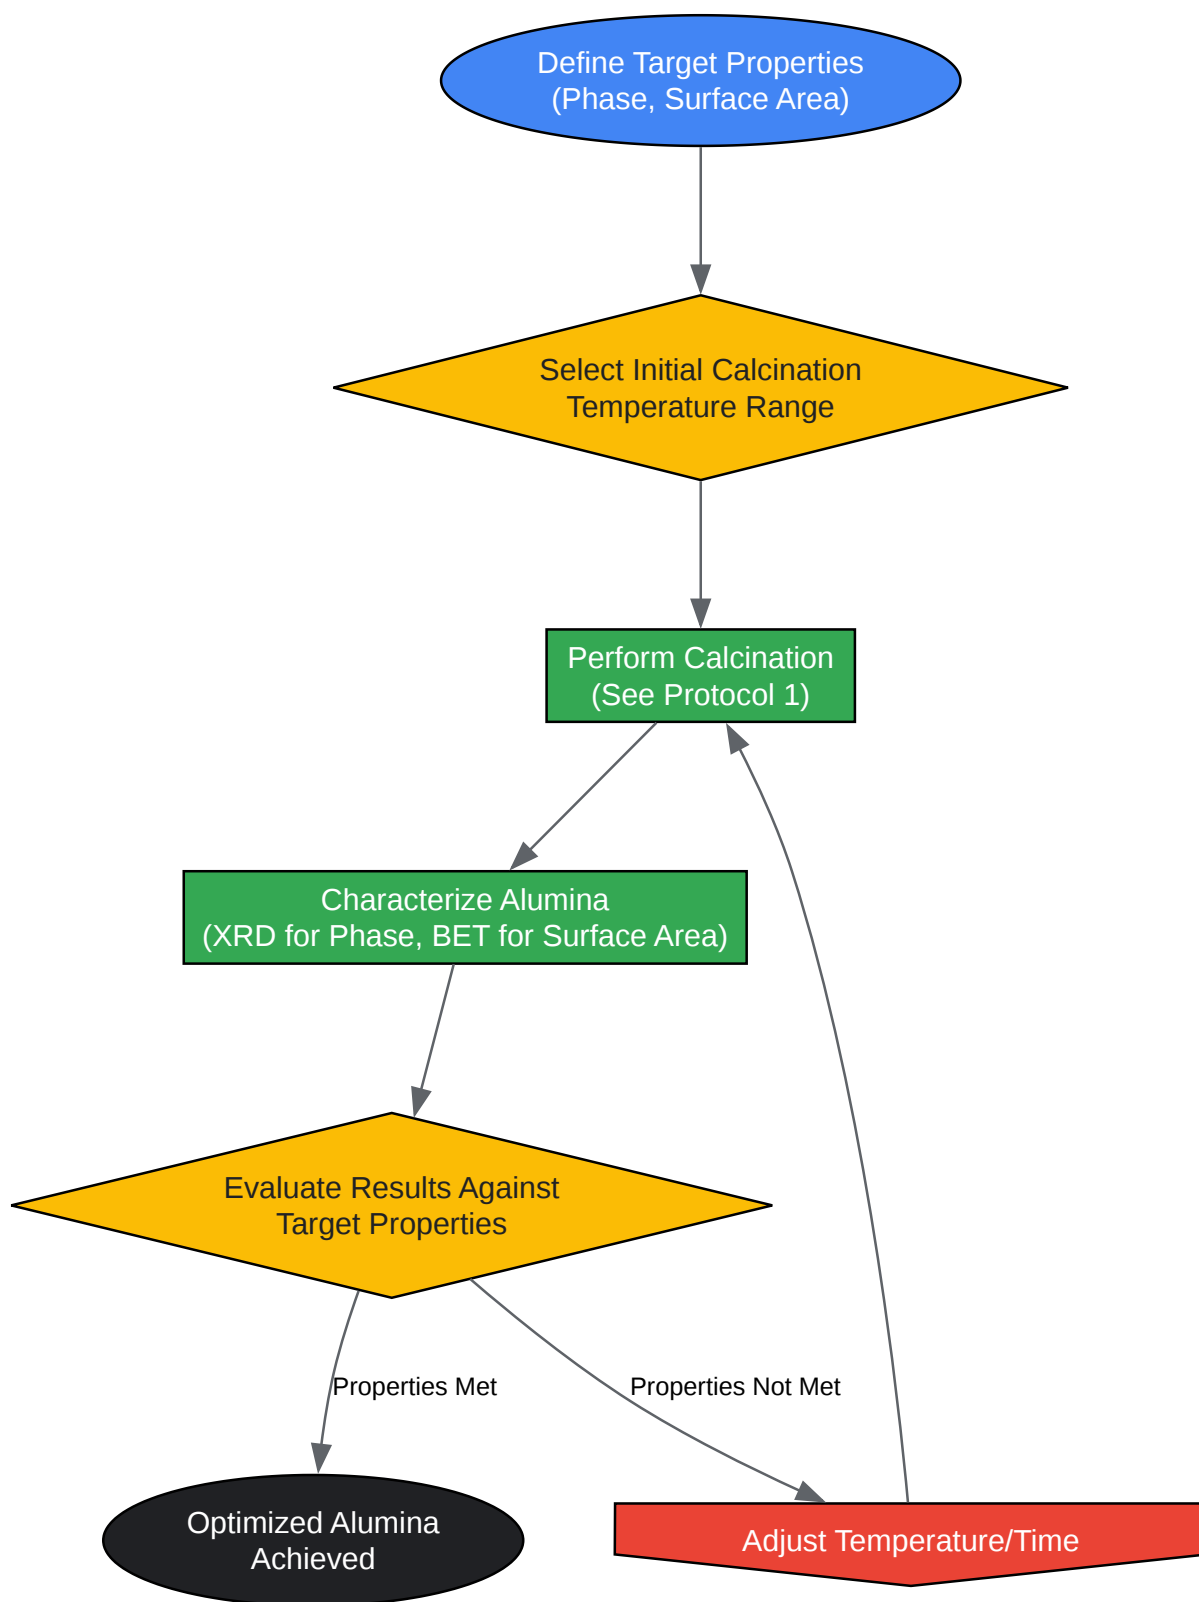 Define Target Properties
(Phase, Surface Area)
Select Initial Calcination
Temperature Range
Perform Calcination
(See Protocol 1)
Characterize Alumina
(XRD for Phase, BET for Surface Area)
Evaluate Results Against
Target Properties
Properties Met
Properties Not Met
Optimized Alumina
Achieved
Adjust Temperature/Time